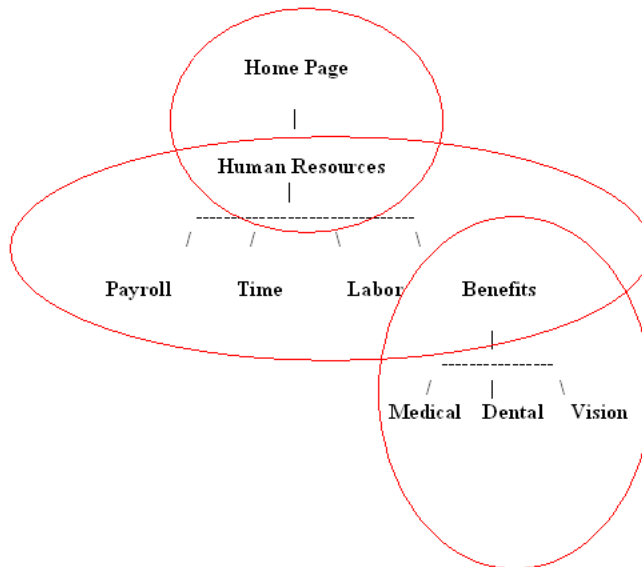 Home Page
Human Resources
Payroll Time Labor Benefits
Medical Dental Vision